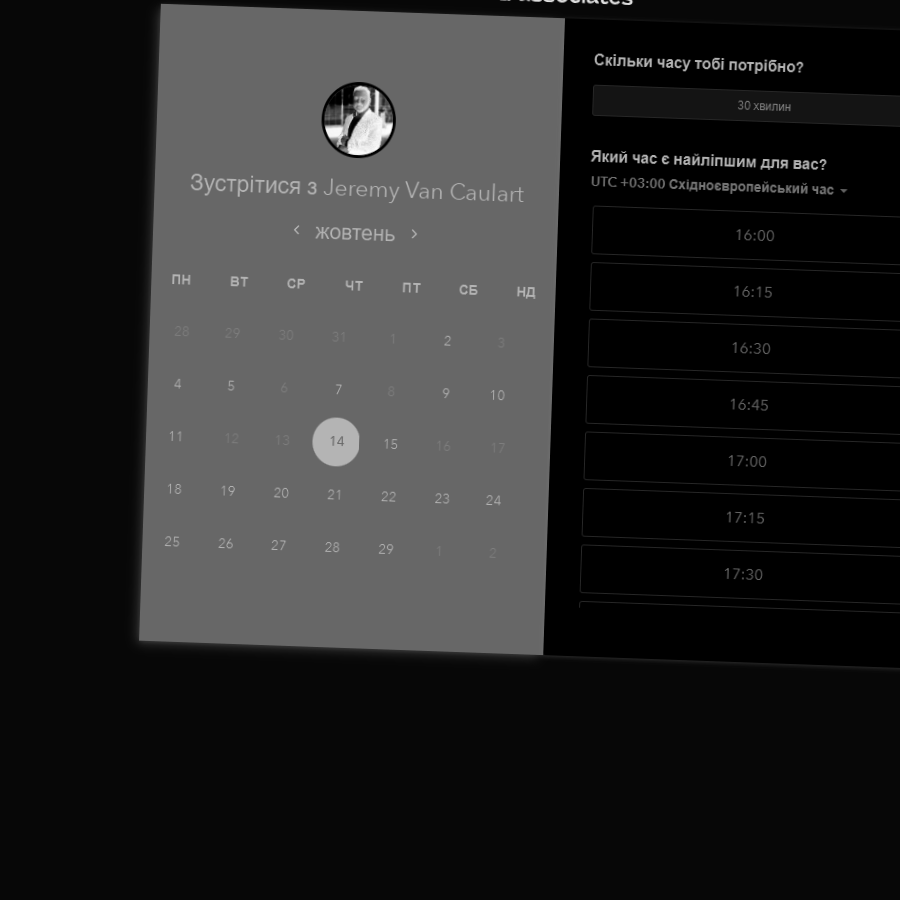 associates
Зустрітися з Jeremy Van Caulart
жовтень
ПН ВТ СР ЧТ ПТ СБ НД
28 29 30 31 1 2 3
4 5 6 7 8 9 10
11 12 13 14 15 16 17
18 19 20 21 22 23 24
25 26 27 28 29 1 2
Скільки часу тобі потрібно?
30 хвилин
Який час є найліпшим для вас?
UTC +03:00 Східноєвропейський час
16:00
16:15
16:30
16:45
17:00
17:15
17:30